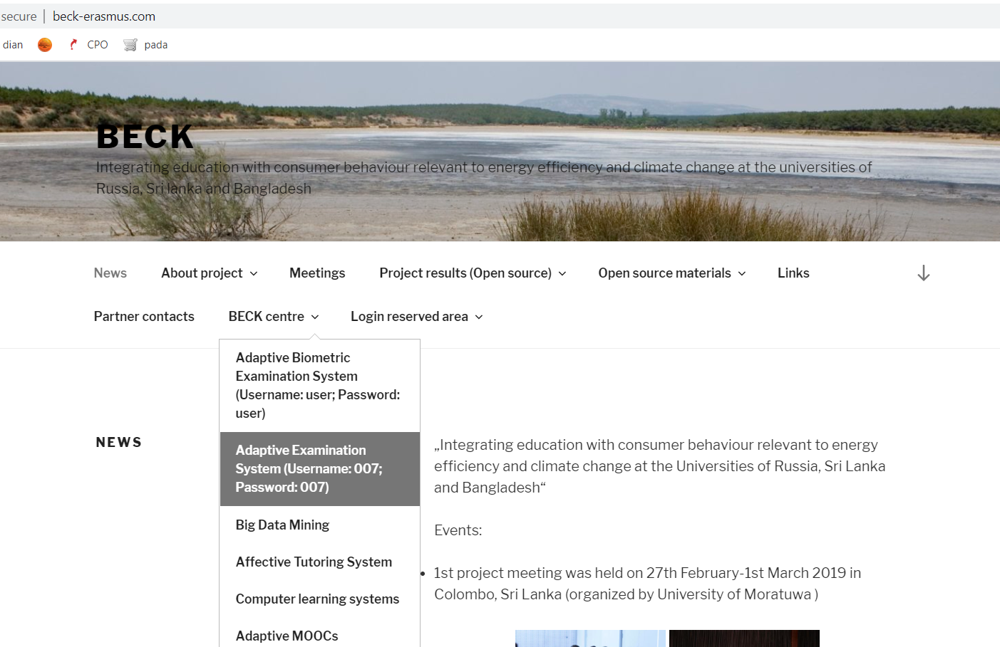 secure | beck-erasmus.com
dian CPO pada
BECK
Integrating education with consumer behaviour relevant to energy efficiency and climate change at the universities of
Russia, Sri lanka and Bangladesh
News About project Meetings Project results (Open source) Open source materials Links
Partner contacts BECK centre Login reserved area
Adaptive Biometric
Examination System
(Username: user; Password:
user)
Adaptive Examination
System (Username: 007;
Password: 007)
Big Data Mining
Affective Tutoring System
Computer learning systems
Adaptive MOOCs
NEWS
„Integrating education with consumer behaviour relevant to energy
efficiency and climate change at the Universities of Russia, Sri Lanka
and Bangladesh“
Events:
• 1st project meeting was held on 27th February-1st March 2019 in
Colombo, Sri Lanka (organized by University of Moratuwa )